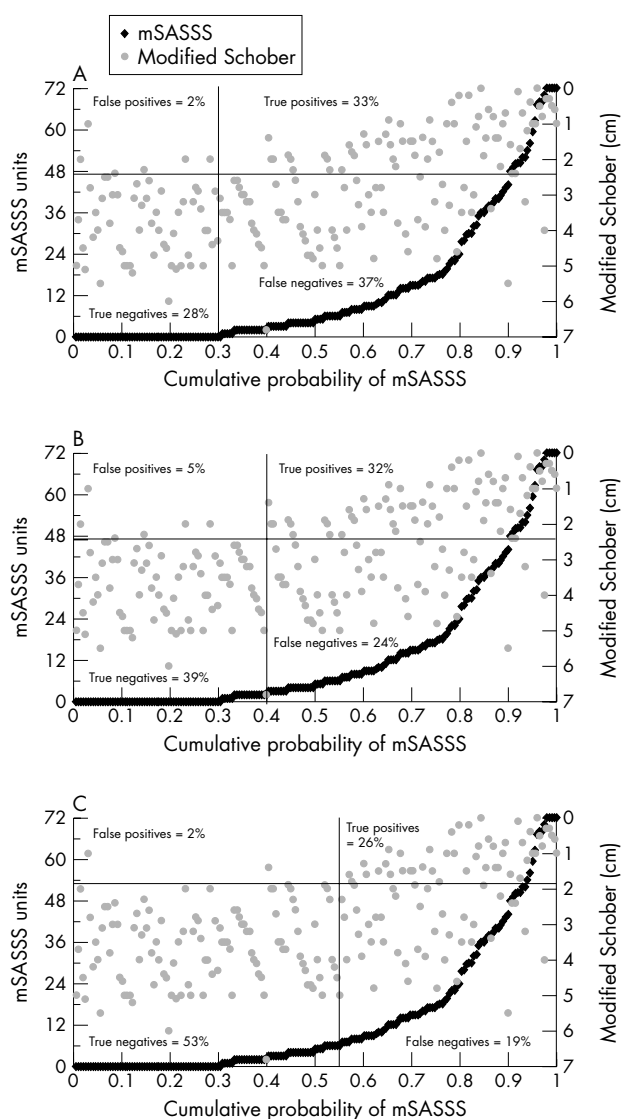 mSASSS
Modified Schober
A
False positives = 2%
True positives = 33%
False negatives = 37%
True negatives = 28%
72
60
48
36
24
12
0
mSASSS units
0
1
2
3
4
5
6
7
Modified Schober (cm)
0 0.1 0.2 0.3 0.4 0.5 0.6 0.7 0.8 0.9 1
Cumulative probability of mSASSS
B
False positives = 5%
True positives = 32%
False negatives = 24%
True negatives = 39%
72
60
48
36
24
12
0
mSASSS units
0
1
2
3
4
5
6
7
Modified Schober (cm)
0 0.1 0.2 0.3 0.4 0.5 0.6 0.7 0.8 0.9 1
Cumulative probability of mSASSS
C
False positives = 2%
True positives
= 26%
True negatives = 53%
False negatives = 19%
72
60
48
36
24
12
0
mSASSS units
0
1
2
3
4
5
6
7
Modified Schober (cm)
0 0.1 0.2 0.3 0.4 0.5 0.6 0.7 0.8 0.9 1
Cumulative probability of mSASSS